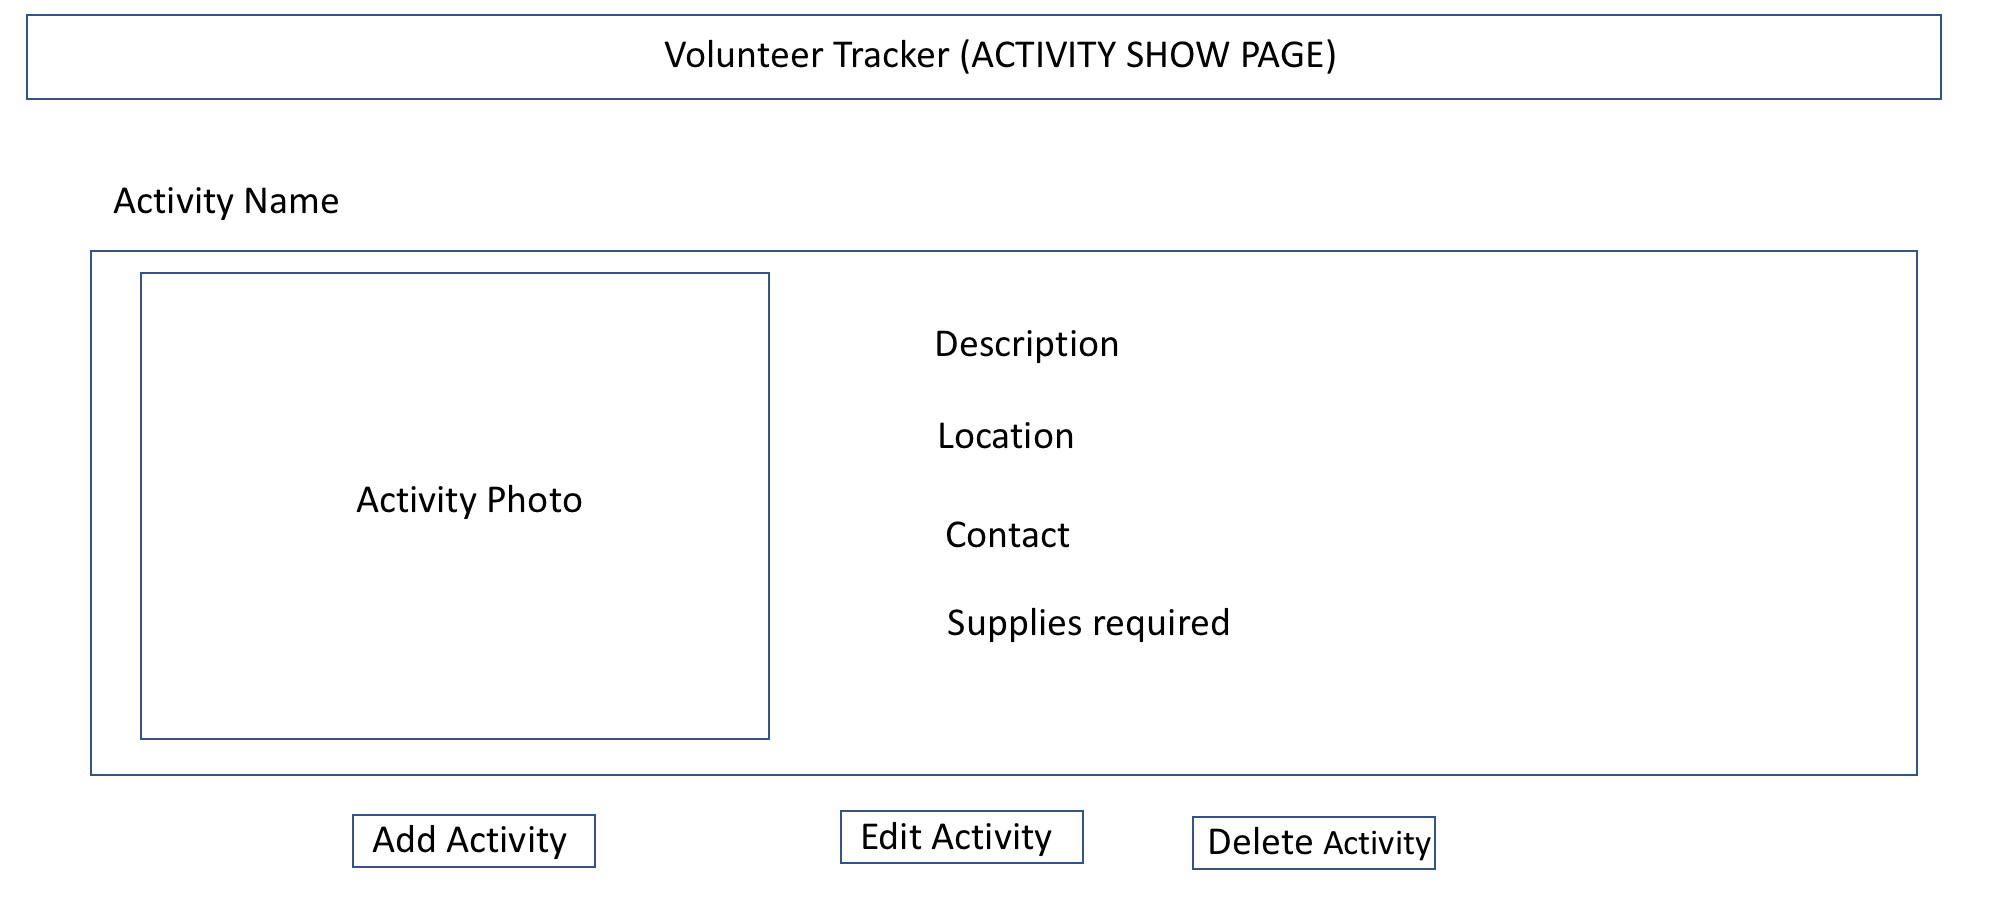 Volunteer Tracker (ACTIVITY SHOW PAGE)
Activity Name
Activity Photo
Description
Location
Contact
Supplies required
Add Activity
Edit Activity
Delete Activity